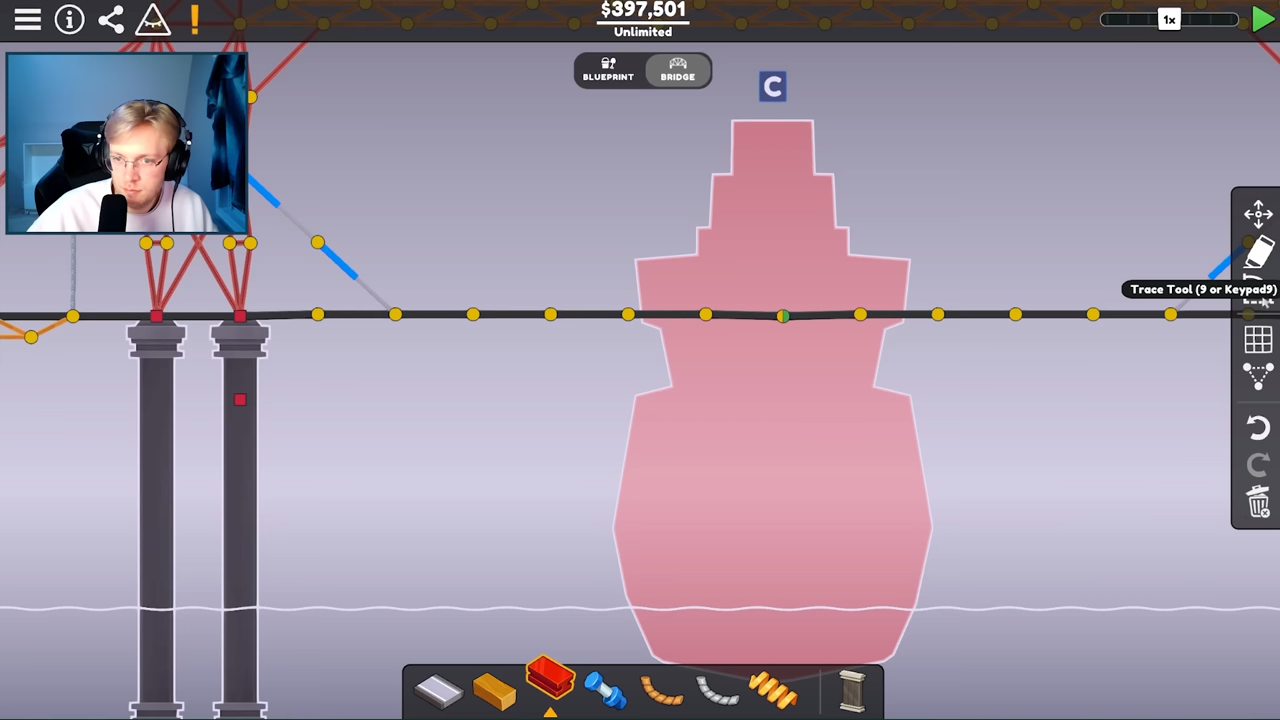 $397,501
Unlimited
1x
BLUEPRINT
BRIDGE
C
Trace Tool (9 or Keypad9)